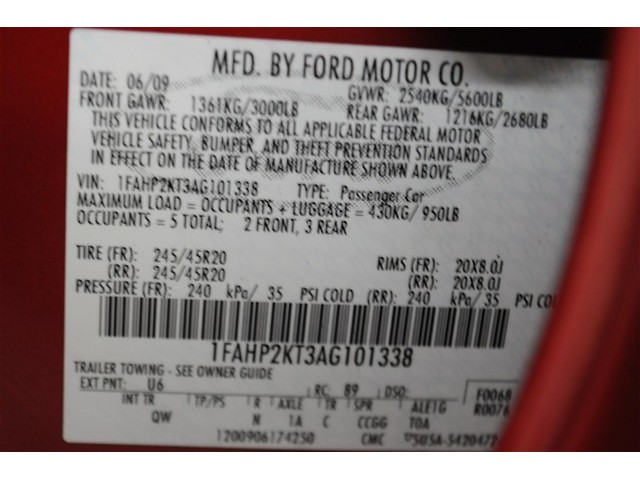 MFD. BY FORD MOTOR CO.
DATE: 06/09 GVWR: 2540KG/5600LB
FRONT GAWR: 1361KG/3000LB REAR GAWR: 1216KG/2680LB
THIS VEHICLE CONFORMS TO ALL APPLICABLE FEDERAL MOTOR
VEHICLE SAFETY, BUMPER, AND THEFT PREVENTION STANDARDS
IN EFFECT ON THE DATE OF MANUFACTURE SHOWN ABOVE.
VIN: 1FAHP2KT3AG101338 TYPE: Passenger Car
MAXIMUM LOAD = OCCUPANTS + LUGGAGE = 430KG/950LB
OCCUPANTS = 5 TOTAL; 2 FRONT, 3 REAR
TIRE (FR): 245/45R20 RIMS (FR): 20X8.0J
(RR): 245/45R20 (RR): 20X8.0J
PRESSURE (FR): 240 kPa/ 35 PSI COLD (RR): 240 kPa/ 35 PSI COL
1FAHP2KT3AG101338
TRAILER TOWING - SEE OWNER GUIDE
EXT PNT: U6 RC: 89 DSO: F0068
INT TR TP/PS R AXLE TR SPR ALETG R0076
QW N 1A C CCGG TOA
1200906174250 CMC